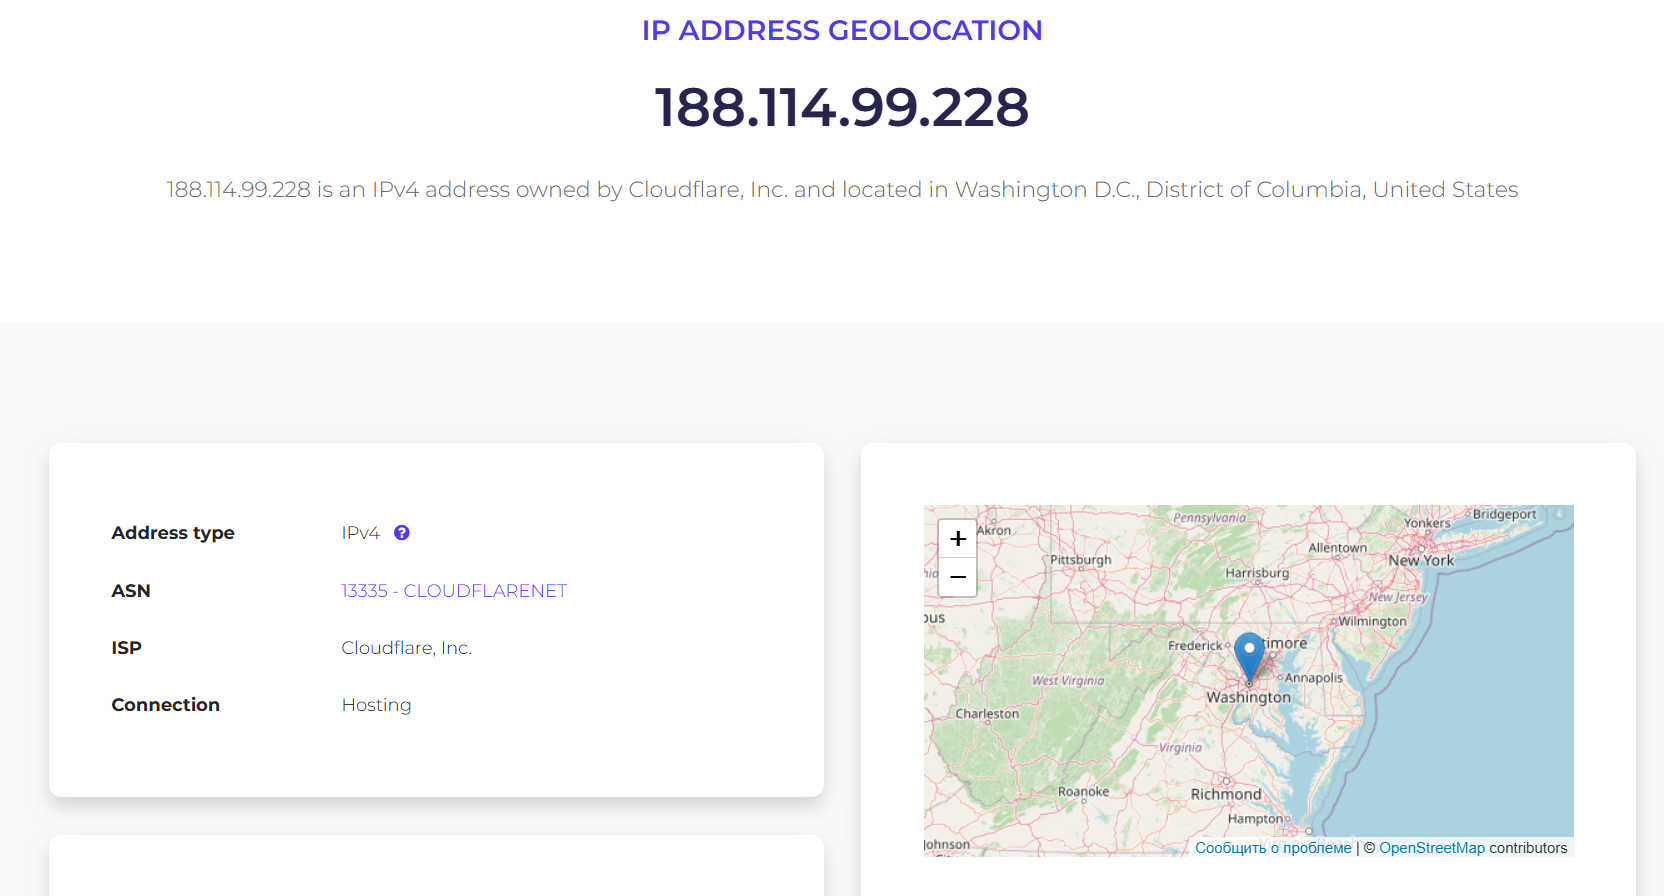 IP ADDRESS GEOLOCATION
188.114.99.228
188.114.99.228 is an IPv4 address owned by Cloudflare, Inc. and located in Washington D.C., District of Columbia, United States
Address type IPv4
ASN 13335 - CLOUDFLARENET
ISP Cloudflare, Inc.
Connection Hosting
+
−
Akron
Pennsylvania
Yonkers
Bridgeport
Pittsburgh
Allentown
New York
hio
Harrisburg
New Jersey
bus
Wilmington
Frederick
timore
West Virginia
Annapolis
Washington
Charleston
Virginia
Roanoke
Richmond
Hampton
Johnson
Сообщить о проблеме | © OpenStreetMap contributors